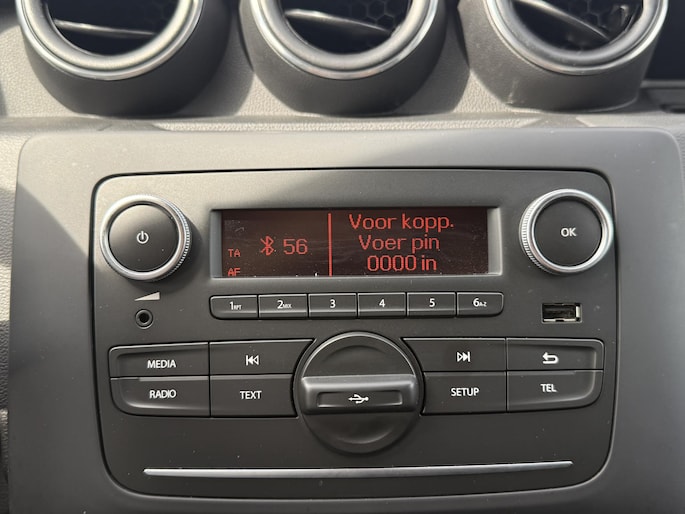 Voor kopp.
TA 56 Voer pin
AF 0000 in
OK
1RPT 2MIX 3 4 5 6A-Z
MEDIA
RADIO TEXT SETUP TEL